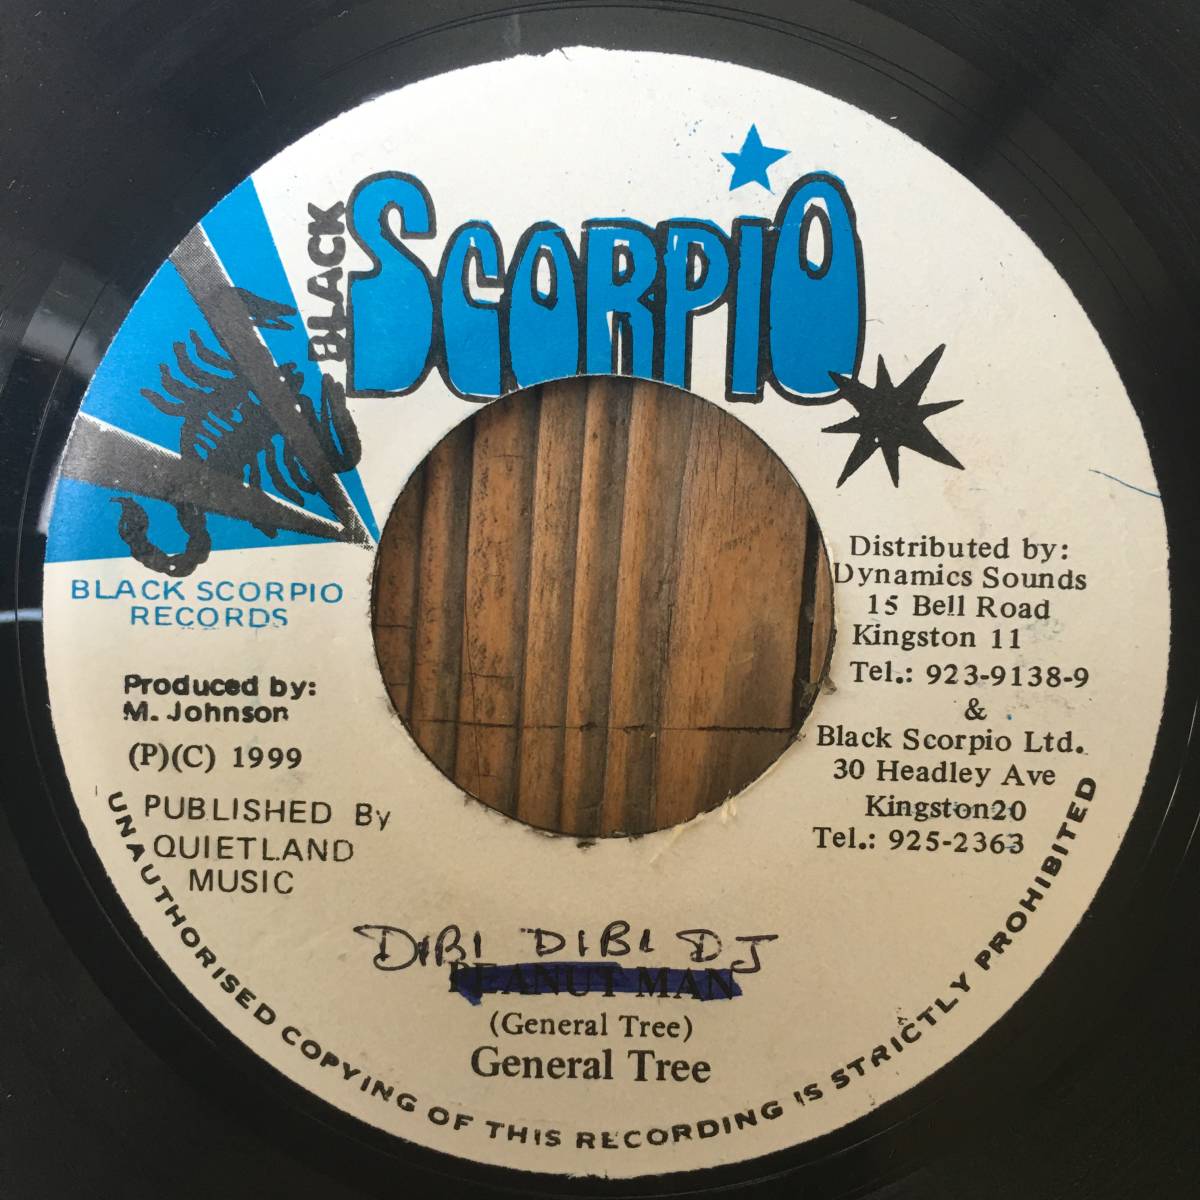 BLACK
SCORPIO
BLACK SCORPIO
RECORDS
Produced by:
M. Johnson
(P)(C) 1999
PUBLISHED By
QUIETLAND
MUSIC
Distributed by:
Dynamics Sounds
15 Bell Road
Kingston 11
Tel.: 923-9138-9
&
Black Scorpio Ltd.
30 Headley Ave
Kingston20
Tel.: 925-2363
DIBI DIBI DJ
PEANUT MAN
(General Tree)
General Tree
UNAUTHORISED COPYING OF THIS RECORDING IS STRICTLY PROHIBITED